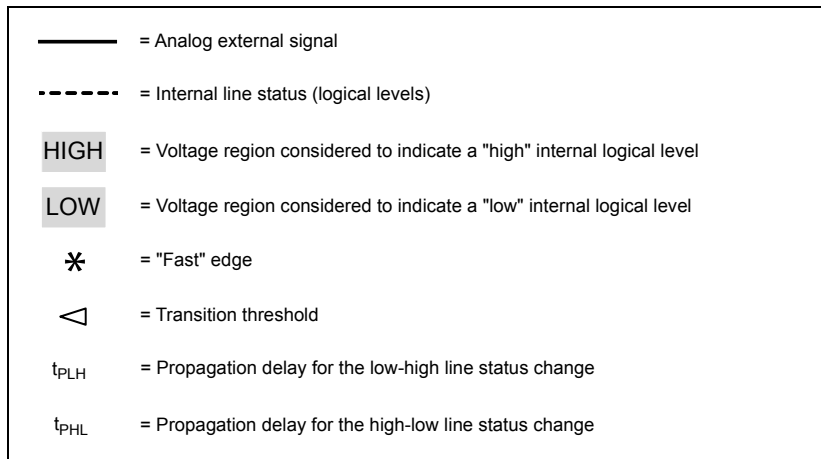 = Analog external signal
= Internal line status (logical levels)
HIGH = Voltage region considered to indicate a "high" internal logical level
LOW = Voltage region considered to indicate a "low" internal logical level
= "Fast" edge
= Transition threshold
tPLH = Propagation delay for the low-high line status change
tPHL = Propagation delay for the high-low line status change